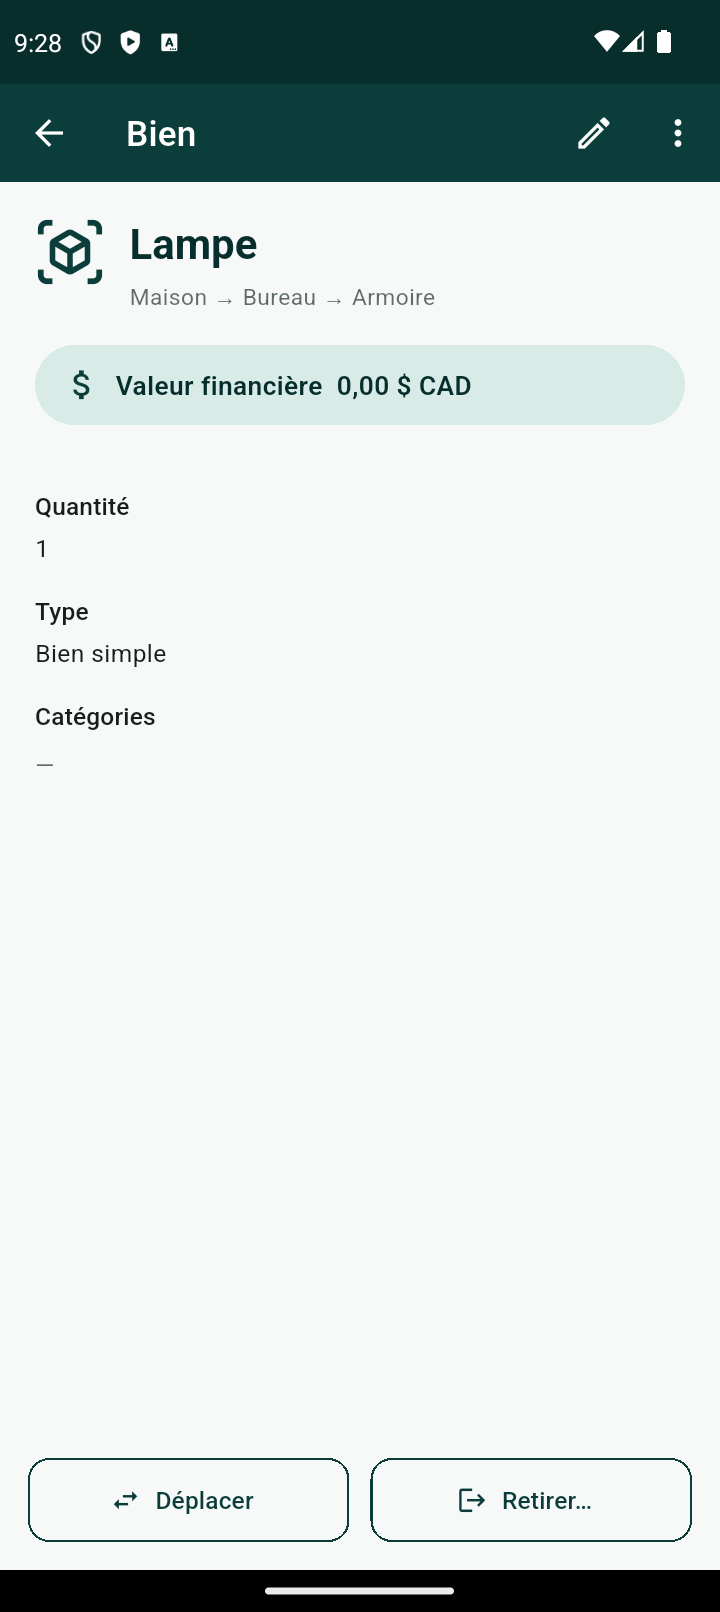 9:28
Bien
Lampe
Maison → Bureau → Armoire
$ Valeur financière 0,00 $ CAD
Quantité
1
Type
Bien simple
Catégories
—
Déplacer
Retirer...